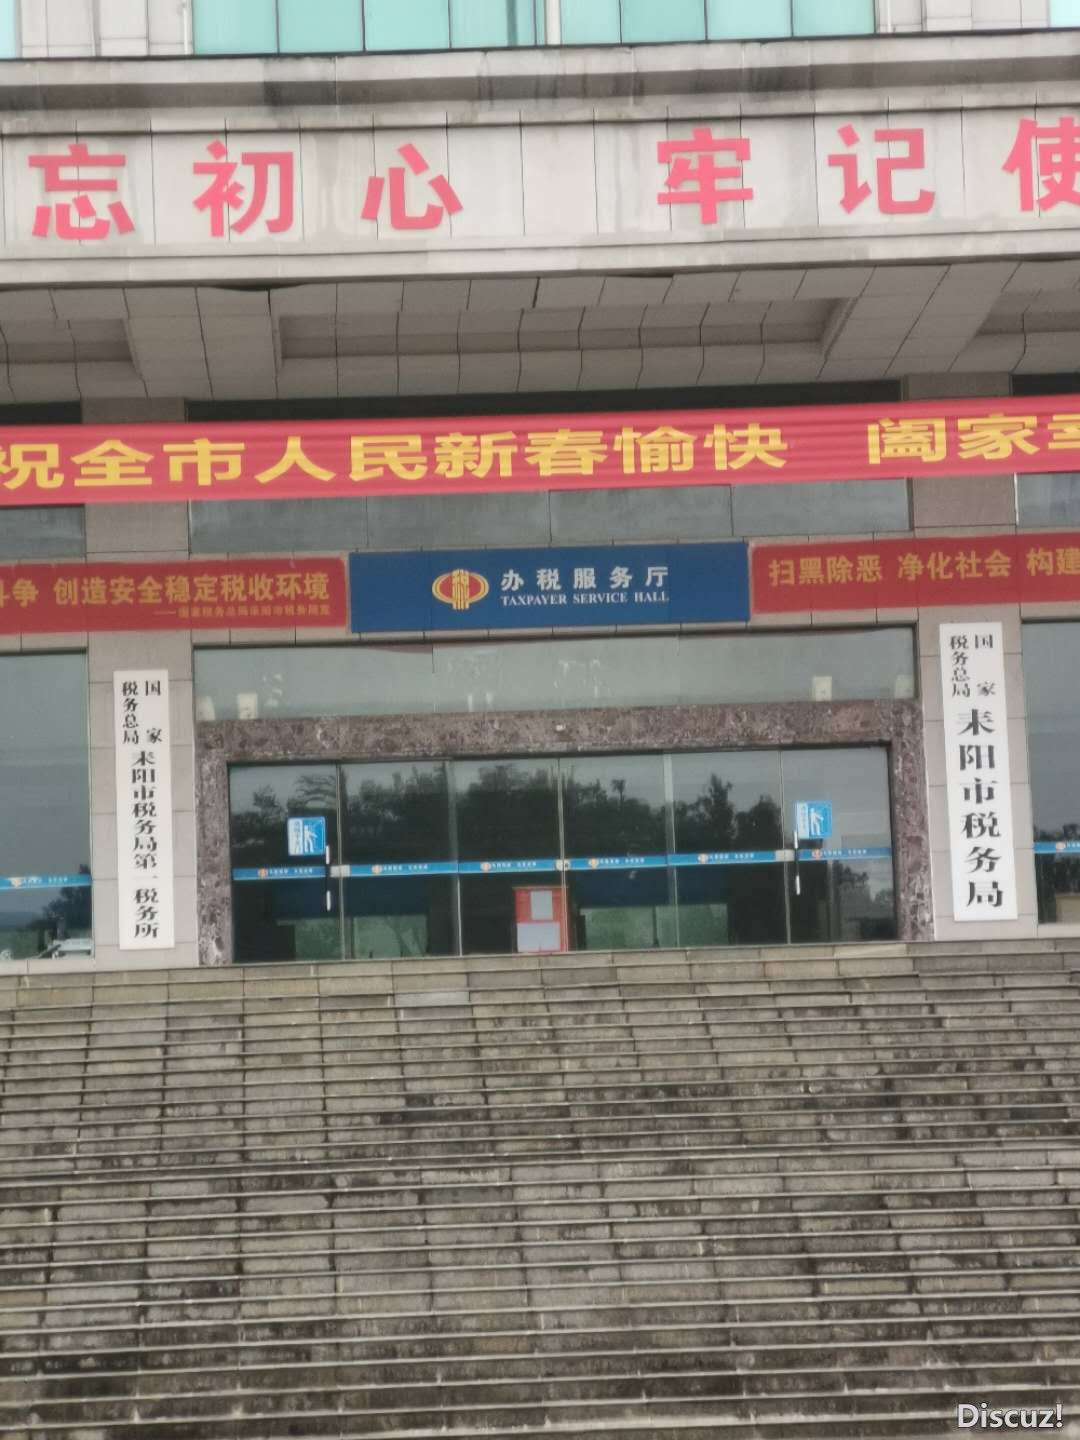 忘初心 牢记使
祝全市人民新春愉快 阖家幸
斗争 创造安全稳定税收环境
办税服务厅
TAXPAYER SERVICE HALL
扫黑除恶 净化社会 构建
国家税务总局
耒阳市税务局第一税务所
国家税务总局
耒阳市税务局
Discuz!